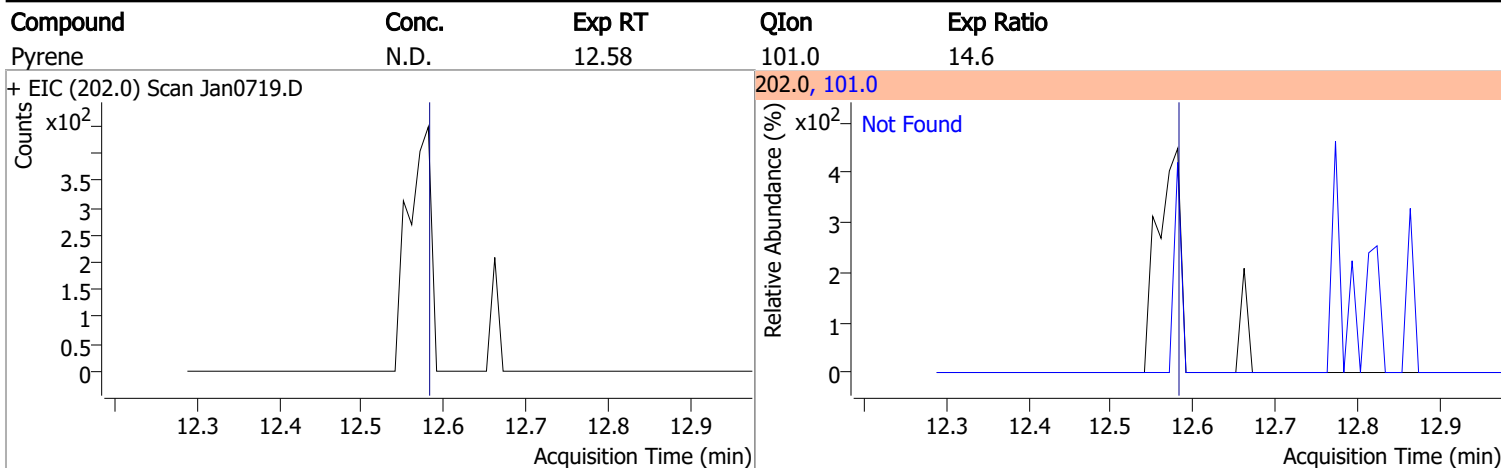 Compound Conc. Exp RT QIon Exp Ratio
Pyrene N.D. 12.58 101.0 14.6
+ EIC (202.0) Scan Jan0719.D
Counts
x10²
3.5
3
2.5
2
1.5
1
0.5
0
12.3 12.4 12.5 12.6 12.7 12.8 12.9
Acquisition Time (min)
202.0, 101.0
Relative Abundance (%)
x10²
Not Found
4
3
2
1
0
12.3 12.4 12.5 12.6 12.7 12.8 12.9
Acquisition Time (min)